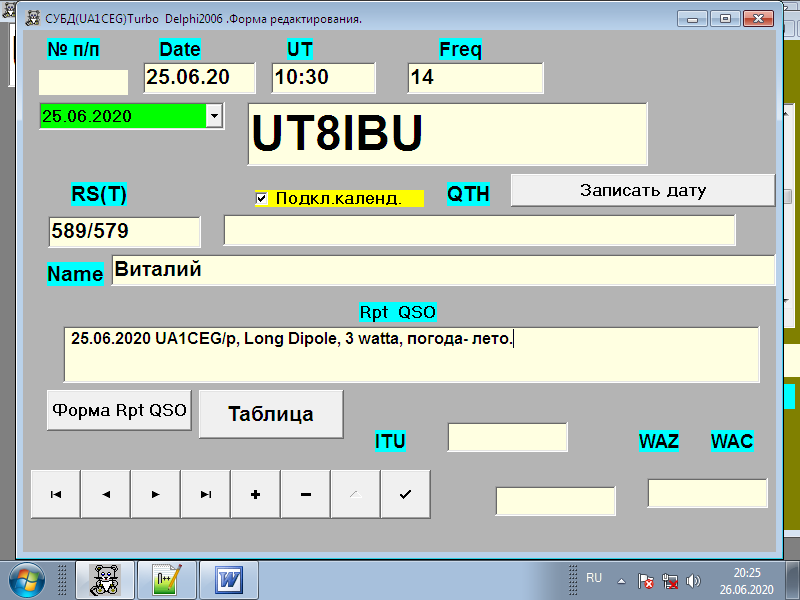 СУБД(UA1CEG)Turbo Delphi2006 .Форма редактирования.
№ п/п Date UT Freq
25.06.20 10:30 14
25.06.2020
UT8IBU
RS(T) Подкл.календ. QTH Записать дату
589/579
Name Виталий
Rpt QSO
25.06.2020 UA1CEG/p, Long Dipole, 3 watta, погода- лето.
Форма Rpt QSO Таблица
ITU WAZ WAC
RU 20:25
26.06.2020